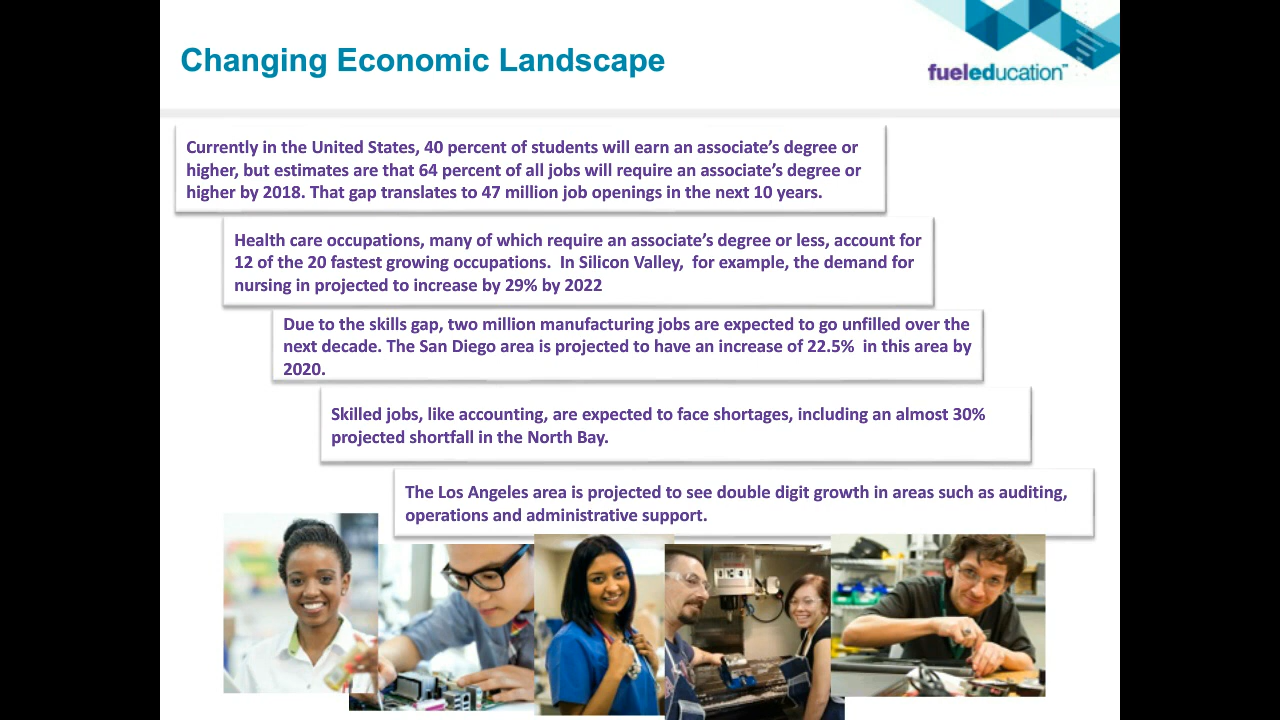 Changing Economic Landscape
fueleducation™
Currently in the United States, 40 percent of students will earn an associate’s degree or
higher, but estimates are that 64 percent of all jobs will require an associate’s degree or
higher by 2018. That gap translates to 47 million job openings in the next 10 years.
Health care occupations, many of which require an associate’s degree or less, account for
12 of the 20 fastest growing occupations.  In Silicon Valley,  for example, the demand for
nursing in projected to increase by 29% by 2022
Due to the skills gap, two million manufacturing jobs are expected to go unfilled over the
next decade. The San Diego area is projected to have an increase of 22.5%  in this area by
2020.
Skilled jobs, like accounting, are expected to face shortages, including an almost 30%
projected shortfall in the North Bay.
The Los Angeles area is projected to see double digit growth in areas such as auditing,
operations and administrative support.